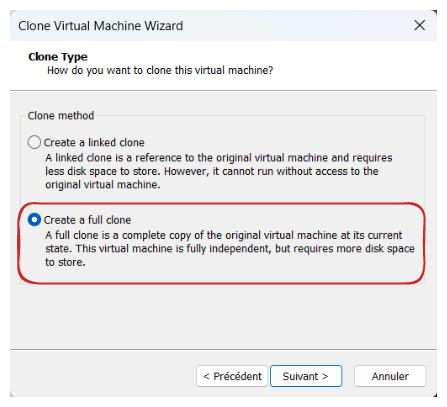 Clone Virtual Machine Wizard
Clone Type
How do you want to clone this virtual machine?
Clone method
Create a linked clone
A linked clone is a reference to the original virtual machine and requires
less disk space to store. However, it cannot run without access to the
original virtual machine.
Create a full clone
A full clone is a complete copy of the original virtual machine at its current
state. This virtual machine is fully independent, but requires more disk space
to store.
< Précédent
Suivant >
Annuler